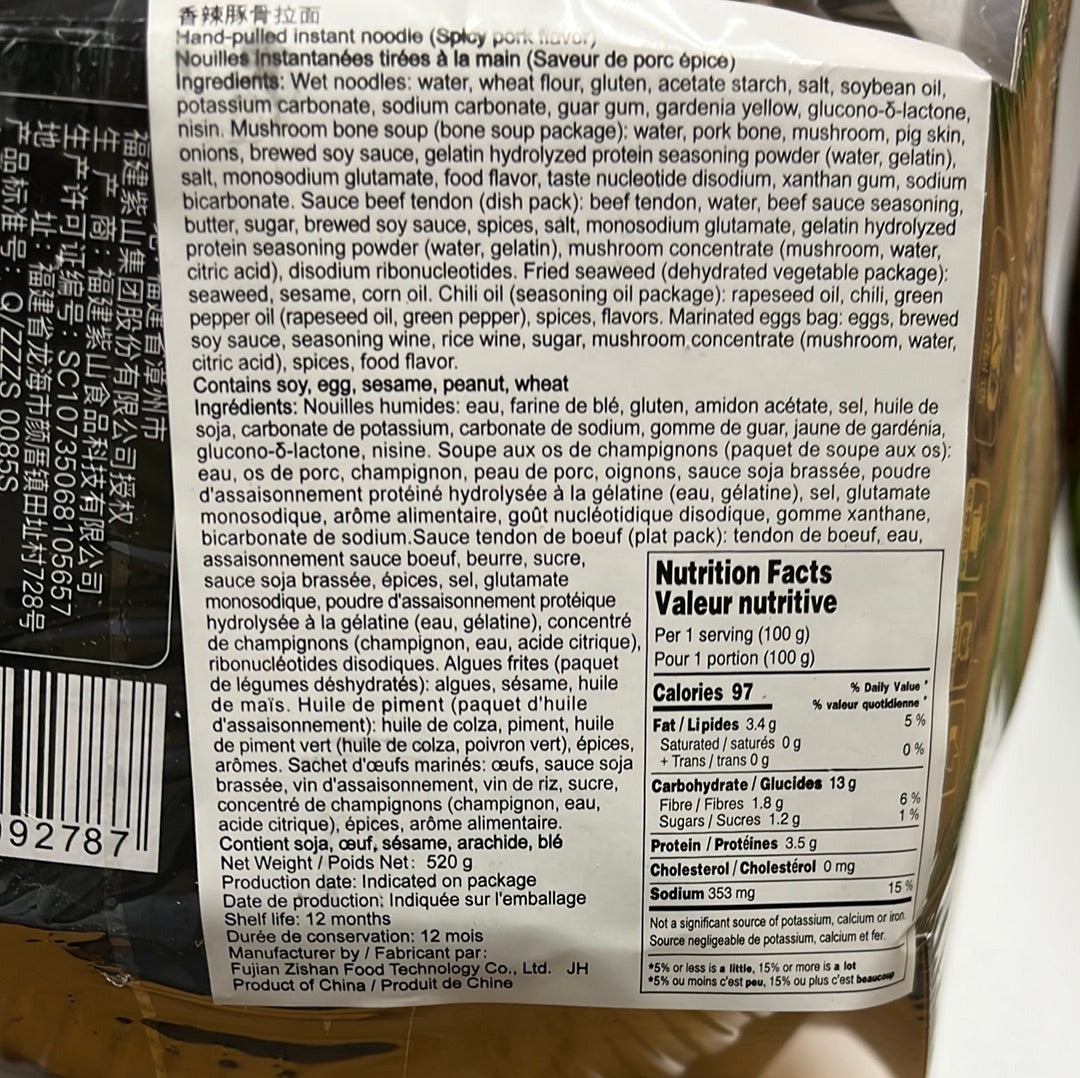 香辣豚骨拉面
Hand-pulled instant noodle (Spicy pork flavor)
Nouilles instantanées tirées à la main (Saveur de porc épicé)
Ingredients: Wet noodles: water, wheat flour, gluten, acetate starch, salt, soybean oil,
potassium carbonate, sodium carbonate, guar gum, gardenia yellow, glucono-δ-lactone,
nisin. Mushroom bone soup (bone soup package): water, pork bone, mushroom, pig skin,
onions, brewed soy sauce, gelatin hydrolyzed protein seasoning powder (water, gelatin),
salt, monosodium glutamate, food flavor, taste nucleotide disodium, xanthan gum, sodium
bicarbonate. Sauce beef tendon (dish pack): beef tendon, water, beef sauce seasoning,
butter, sugar, brewed soy sauce, spices, salt, monosodium glutamate, gelatin hydrolyzed
protein seasoning powder (water, gelatin), mushroom concentrate (mushroom, water,
citric acid), disodium ribonucleotides. Fried seaweed (dehydrated vegetable package):
seaweed, sesame, corn oil. Chili oil (seasoning oil package): rapeseed oil, chili, green
pepper oil (rapeseed oil, green pepper), spices, flavors. Marinated eggs bag: eggs, brewed
soy sauce, seasoning wine, rice wine, sugar, mushroom concentrate (mushroom, water,
citric acid), spices, food flavor.
Contains soy, egg, sesame, peanut, wheat
Ingrédients: Nouilles humides: eau, farine de blé, gluten, amidon acétate, sel, huile de
soja, carbonate de potassium, carbonate de sodium, gomme de guar, jaune de gardénia,
glucono-δ-lactone, nisine. Soupe aux os de champignons (paquet de soupe aux os):
eau, os de porc, champignon, peau de porc, oignons, sauce soja brassée, poudre
d'assaisonnement protéiné hydrolysée à la gélatine (eau, gélatine), sel, glutamate
monosodique, arôme alimentaire, goût nucléotidique disodique, gomme xanthane,
bicarbonate de sodium.Sauce tendon de boeuf (plat pack): tendon de boeuf, eau,
assaisonnement sauce boeuf, beurre, sucre,
sauce soja brassée, épices, sel, glutamate
monosodique, poudre d'assaisonnement protéique
hydrolysée à la gélatine (eau, gélatine), concentré
de champignons (champignon, eau, acide citrique),
ribonucléotides disodiques. Algues frites (paquet
de légumes déshydratés): algues, sésame, huile
de maïs. Huile de piment (paquet d'huile
d'assaisonnement): huile de colza, piment, huile
de piment vert (huile de colza, poivron vert), épices,
arômes. Sachet d'œufs marinés: œufs, sauce soja
brassée, vin d'assaisonnement, vin de riz, sucre,
concentré de champignons (champignon, eau,
acide citrique), épices, arôme alimentaire.
Contient soja, œuf, sésame, arachide, blé
Net Weight / Poids Net: 520 g
Production date: Indicated on package
Date de production: Indiquée sur l'emballage
Shelf life: 12 months
Durée de conservation: 12 mois
Manufacturer by / Fabricant par:
Fujian Zishan Food Technology Co., Ltd. JH
Product of China / Produit de Chine
Nutrition Facts
Valeur nutritive
Per 1 serving (100 g)
Pour 1 portion (100 g)
Calories 97
% Daily Value*
% valeur quotidienne*
Fat / Lipides 3.4 g 5 %
Saturated / saturés 0 g
+ Trans / trans 0 g 0 %
Carbohydrate / Glucides 13 g
Fibre / Fibres 1.8 g 6 %
Sugars / Sucres 1.2 g 1 %
Protein / Protéines 3.5 g
Cholesterol / Cholestérol 0 mg
Sodium 353 mg 15 %
Not a significant source of potassium, calcium or iron.
Source negligeable de potassium, calcium et fer.
*5% or less is a little, 15% or more is a lot
*5% ou moins c'est peu, 15% ou plus c'est beaucoup
福建省漳州市
福建紫山集团股份有限公司授权
生产商：福建紫山食品科技有限公司
生产许可证编号：SC10735068105657
地址：福建省龙海市颜厝镇田址村728号
产品标准号：Q/ZZZS 0085S
92787